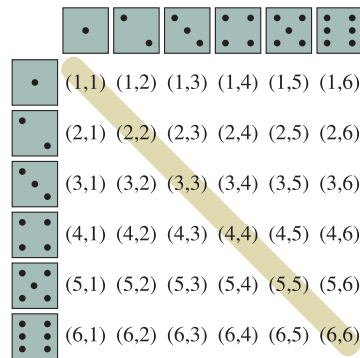 (1,1) (1,2) (1,3) (1,4) (1,5) (1,6)
(2,1) (2,2) (2,3) (2,4) (2,5) (2,6)
(3,1) (3,2) (3,3) (3,4) (3,5) (3,6)
(4,1) (4,2) (4,3) (4,4) (4,5) (4,6)
(5,1) (5,2) (5,3) (5,4) (5,5) (5,6)
(6,1) (6,2) (6,3) (6,4) (6,5) (6,6)